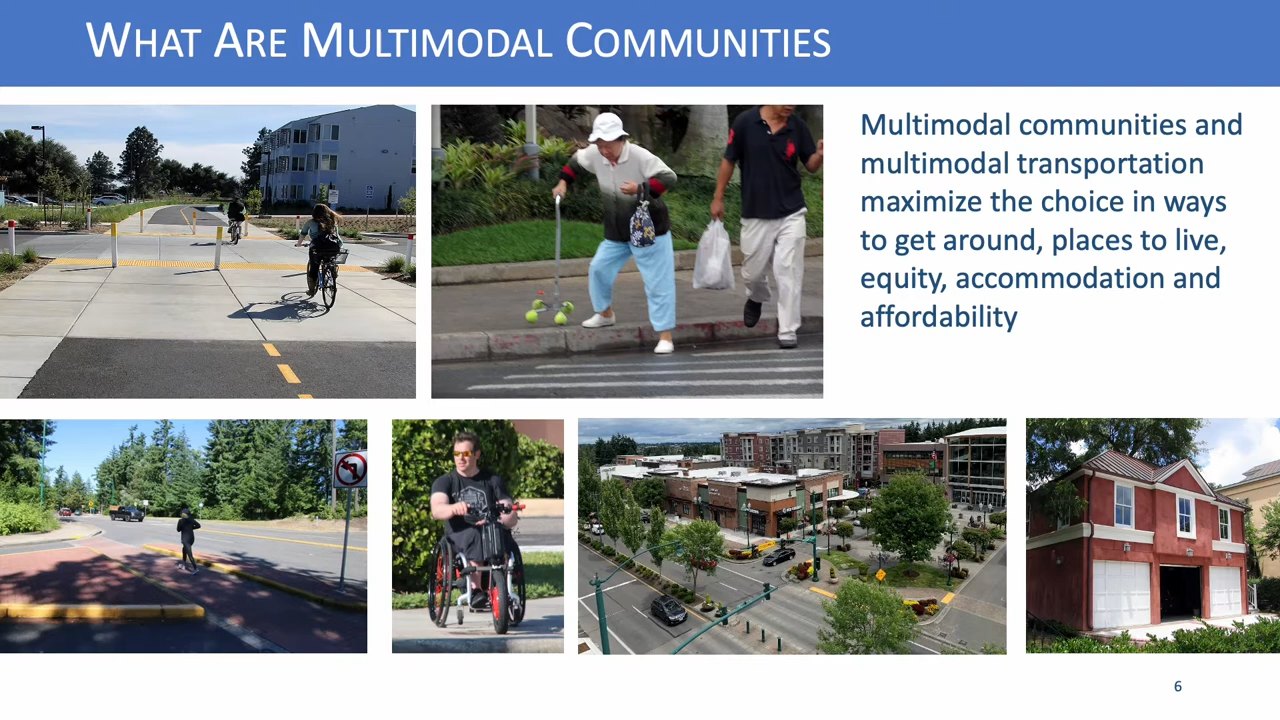 WHAT ARE MULTIMODAL COMMUNITIES
Multimodal communities and
multimodal transportation
maximize the choice in ways
to get around, places to live,
equity, accommodation and
affordability
6